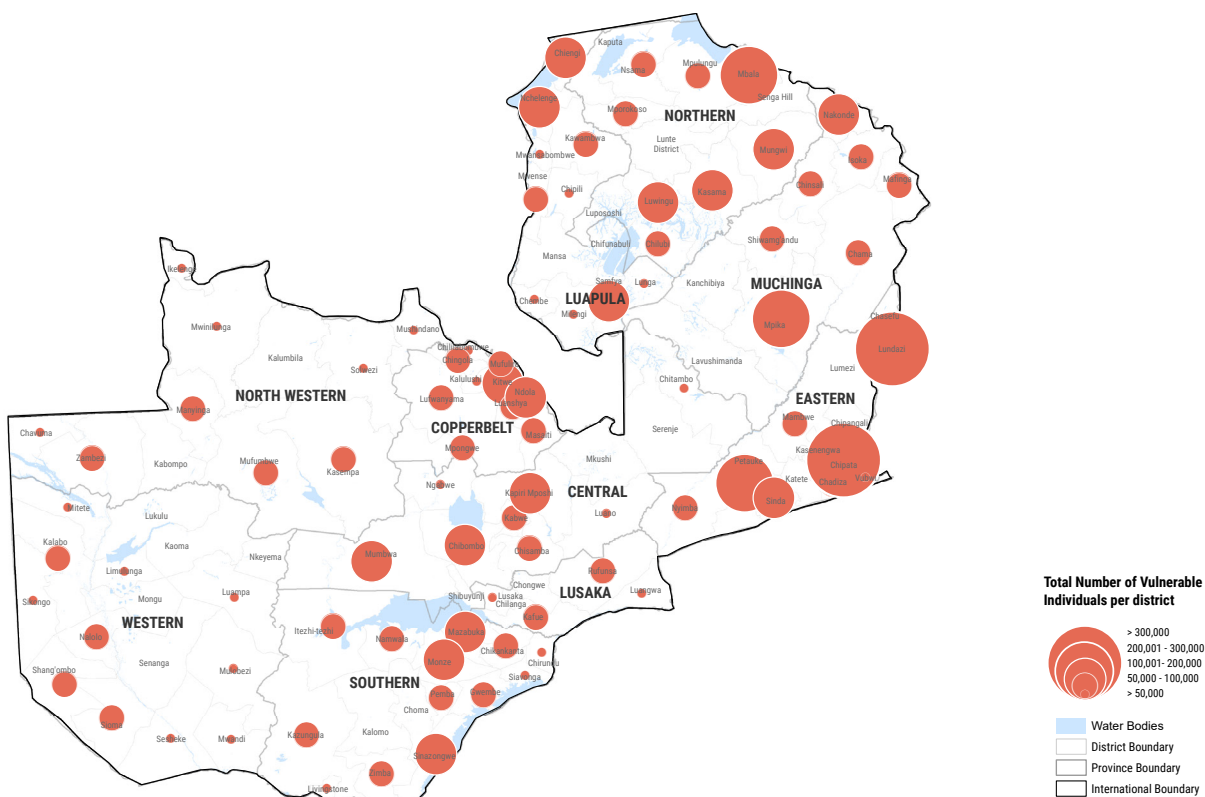 Kaputa
Chiengi
Nsama
Mpulungu
Mbala
Senga Hill
Nchelenge
Mporokoso
NORTHERN
Nakonde
Kawambwa
Lunte
District
Mungwi
Mwansabombwe
Isoka
Mwense
Chipili
Kasama
Chinsali
Mafinga
Luwingu
Lupososhi
Chifunabuli
Chilubi
Shiwamg'andu
Mansa
Chama
Ikelenge
Samfya
Lunga
Kanchibiya
MUCHINGA
Chembe
LUAPULA
Milengi
Mwinilunga
Mushindano
Mpika
Chasefu
Kalumbila
Chililabombwe
Chingola
Mufulira
Lundazi
Solwezi
Kalulushi
Kitwe
Lavushimanda
Lumezi
NORTH WESTERN
Lufwanyama
Ndola
Luanshya
Chitambo
EASTERN
Manyinga
COPPERBELT
Masaiti
Serenje
Mambwe
Chipangali
Chavuma
Mpongwe
Kasenengwa
Zambezi
Kabompo
Mufumbwe
Kasempa
Mkushi
Petauke
Chipata
Ngabwe
Kapiri Mposhi
CENTRAL
Katete
Chadiza
Vubwi
Sinda
Mitete
Lukulu
Kabwe
Luano
Nyimba
Kalabo
Kaoma
Nkeyema
Mumbwa
Chibombo
Chisamba
Limulunga
Rufunsa
Mongu
Luampa
Chongwe
LUSAKA
Luangwa
Sikongo
Shibuyunji
Lusaka
Chilanga
WESTERN
Itezhi-tezhi
Kafue
Nalolo
Namwala
Mazabuka
Chikankanta
Senanga
Mulobezi
Monze
Chirundu
Shang'ombo
SOUTHERN
Siavonga
Pemba
Gwembe
Sioma
Choma
Sesheke
Mwandi
Kazungula
Kalomo
Sinazungwe
Zimba
Livingstone
Total Number of Vulnerable
Individuals per district
> 300,000
200,001 - 300,000
100,001- 200,000
50,000 - 100,000
> 50,000
Water Bodies
District Boundary
Province Boundary
International Boundary